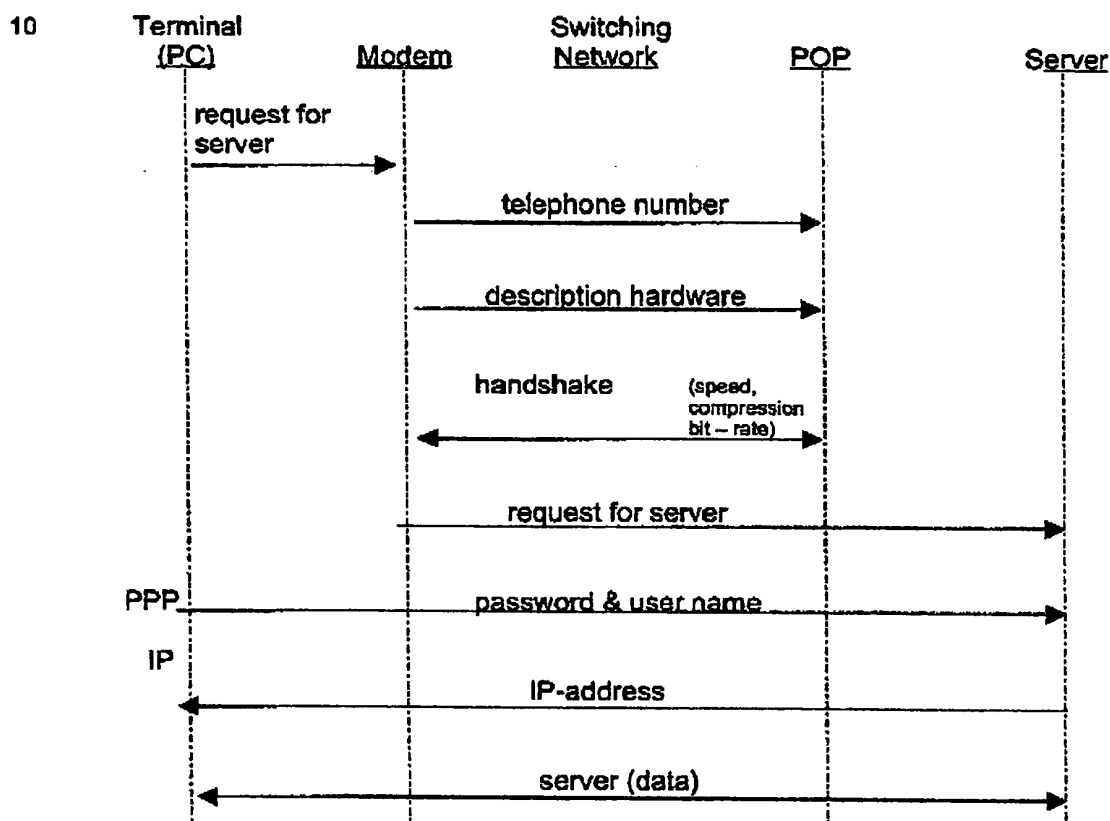 10
Terminal
(PC)
Modem
Switching
Network
POP
Server
request for
server
telephone number
description hardware
handshake
(speed,
compression
bit – rate)
request for server
PPP
password & user name
IP
IP-address
server (data)